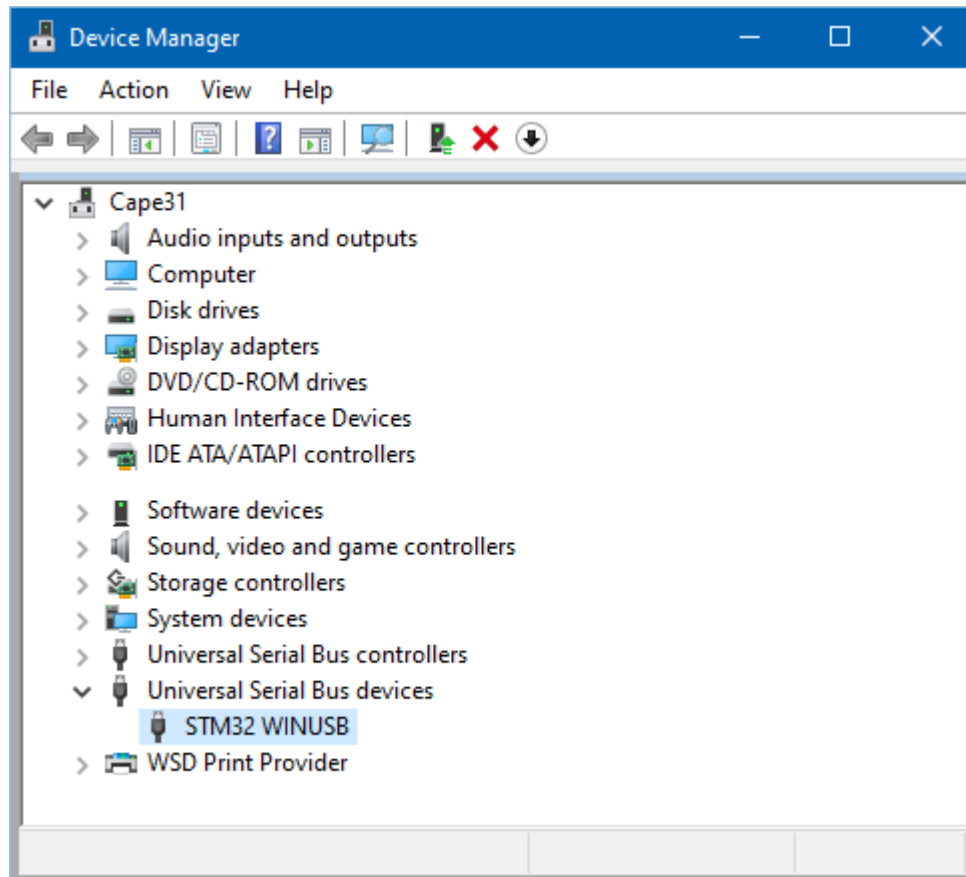 Device Manager
File Action View Help
Cape31
Audio inputs and outputs
Computer
Disk drives
Display adapters
DVD/CD-ROM drives
Human Interface Devices
IDE ATA/ATAPI controllers
Software devices
Sound, video and game controllers
Storage controllers
System devices
Universal Serial Bus controllers
Universal Serial Bus devices
STM32 WINUSB
WSD Print Provider